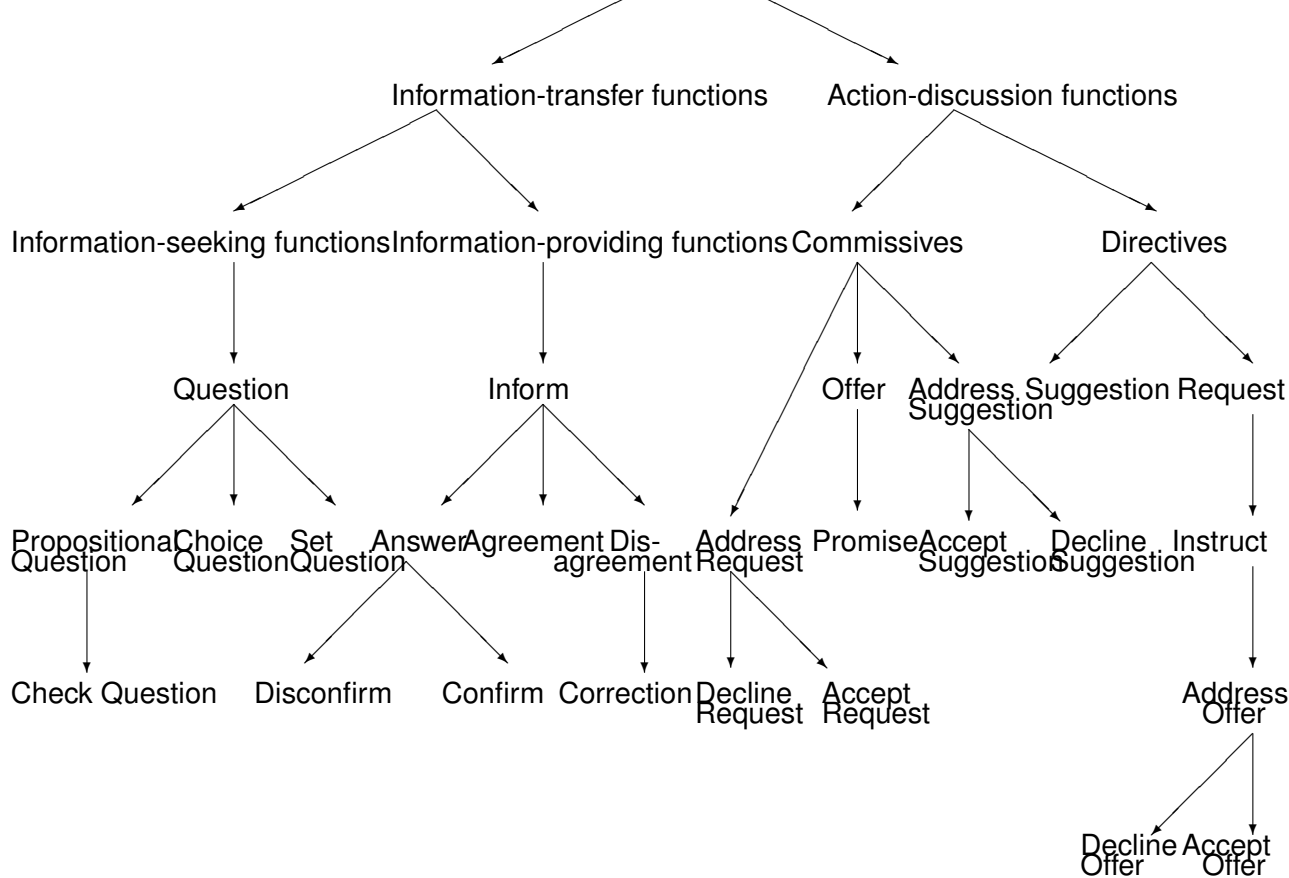 Information-transfer functions
Action-discussion functions
Information-seeking functions
Information-providing functions
Commissives
Directives
Question
Inform
Offer
Address
Suggestion
Suggestion
Request
Propositional
Question
Choice
Question
Set
Question
Answer
Agreement
Dis-
agreement
Address
Request
Promise
Accept
Suggestion
Decline
Suggestion
Instruct
Check Question
Disconfirm
Confirm
Correction
Decline
Request
Accept
Request
Address
Offer
Decline
Offer
Accept
Offer